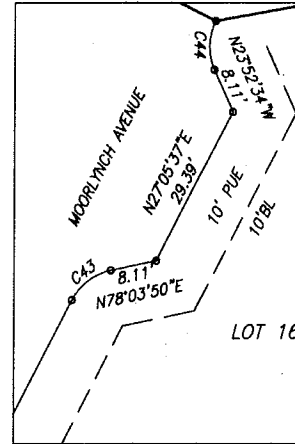 C44
N23°52'34"W
8.11'
MOORLYNCH AVENUE
N27°05'37"E
29.39'
10' PUE
10'BL
C43
8.11'
N78°03'50"E
LOT 16